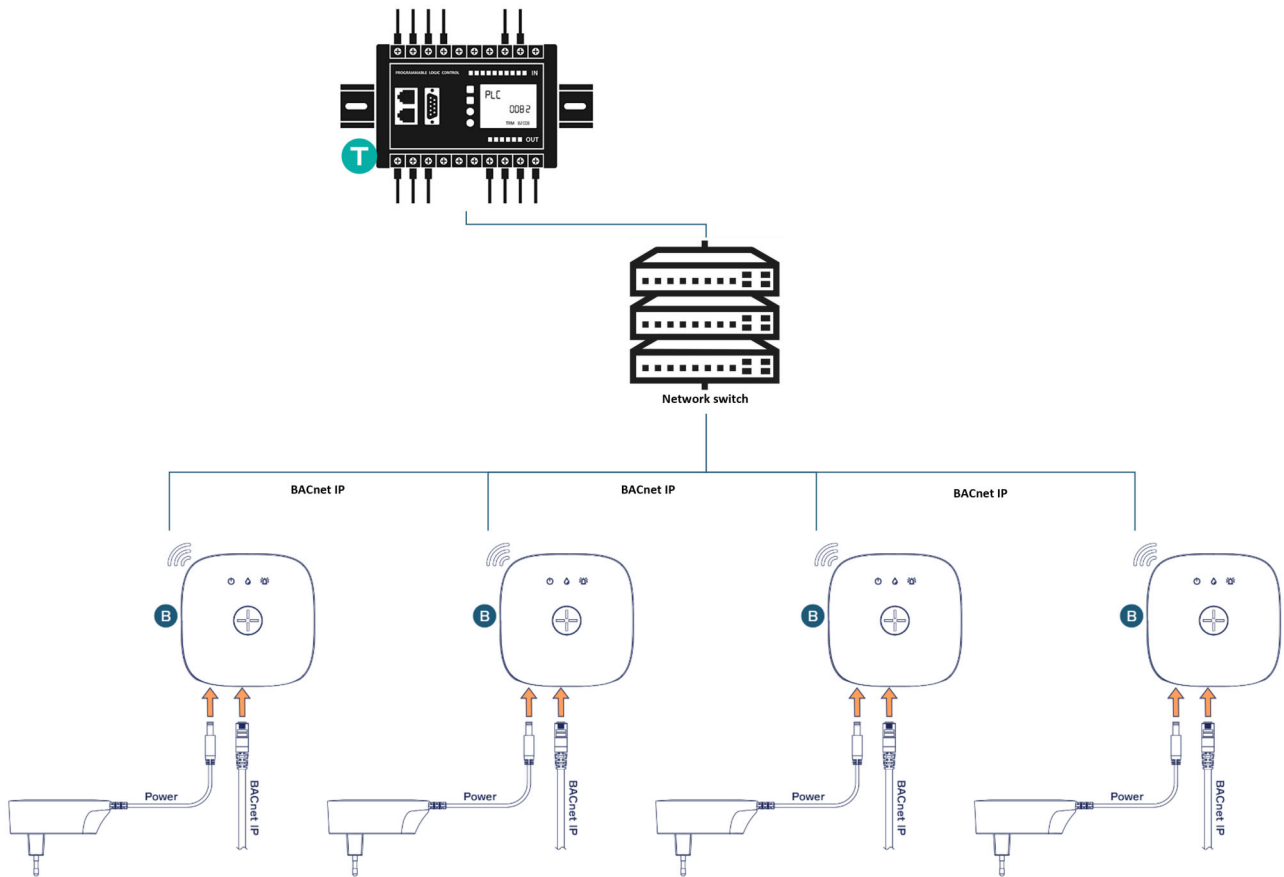 PROGRAMMABLE LOGIC CONTROL
IN
PLC
0082
OUT
T
Network switch
BACnet IP
BACnet IP
BACnet IP
B
B
B
B
Power
BACnet IP
Power
BACnet IP
Power
BACnet IP
Power
BACnet IP